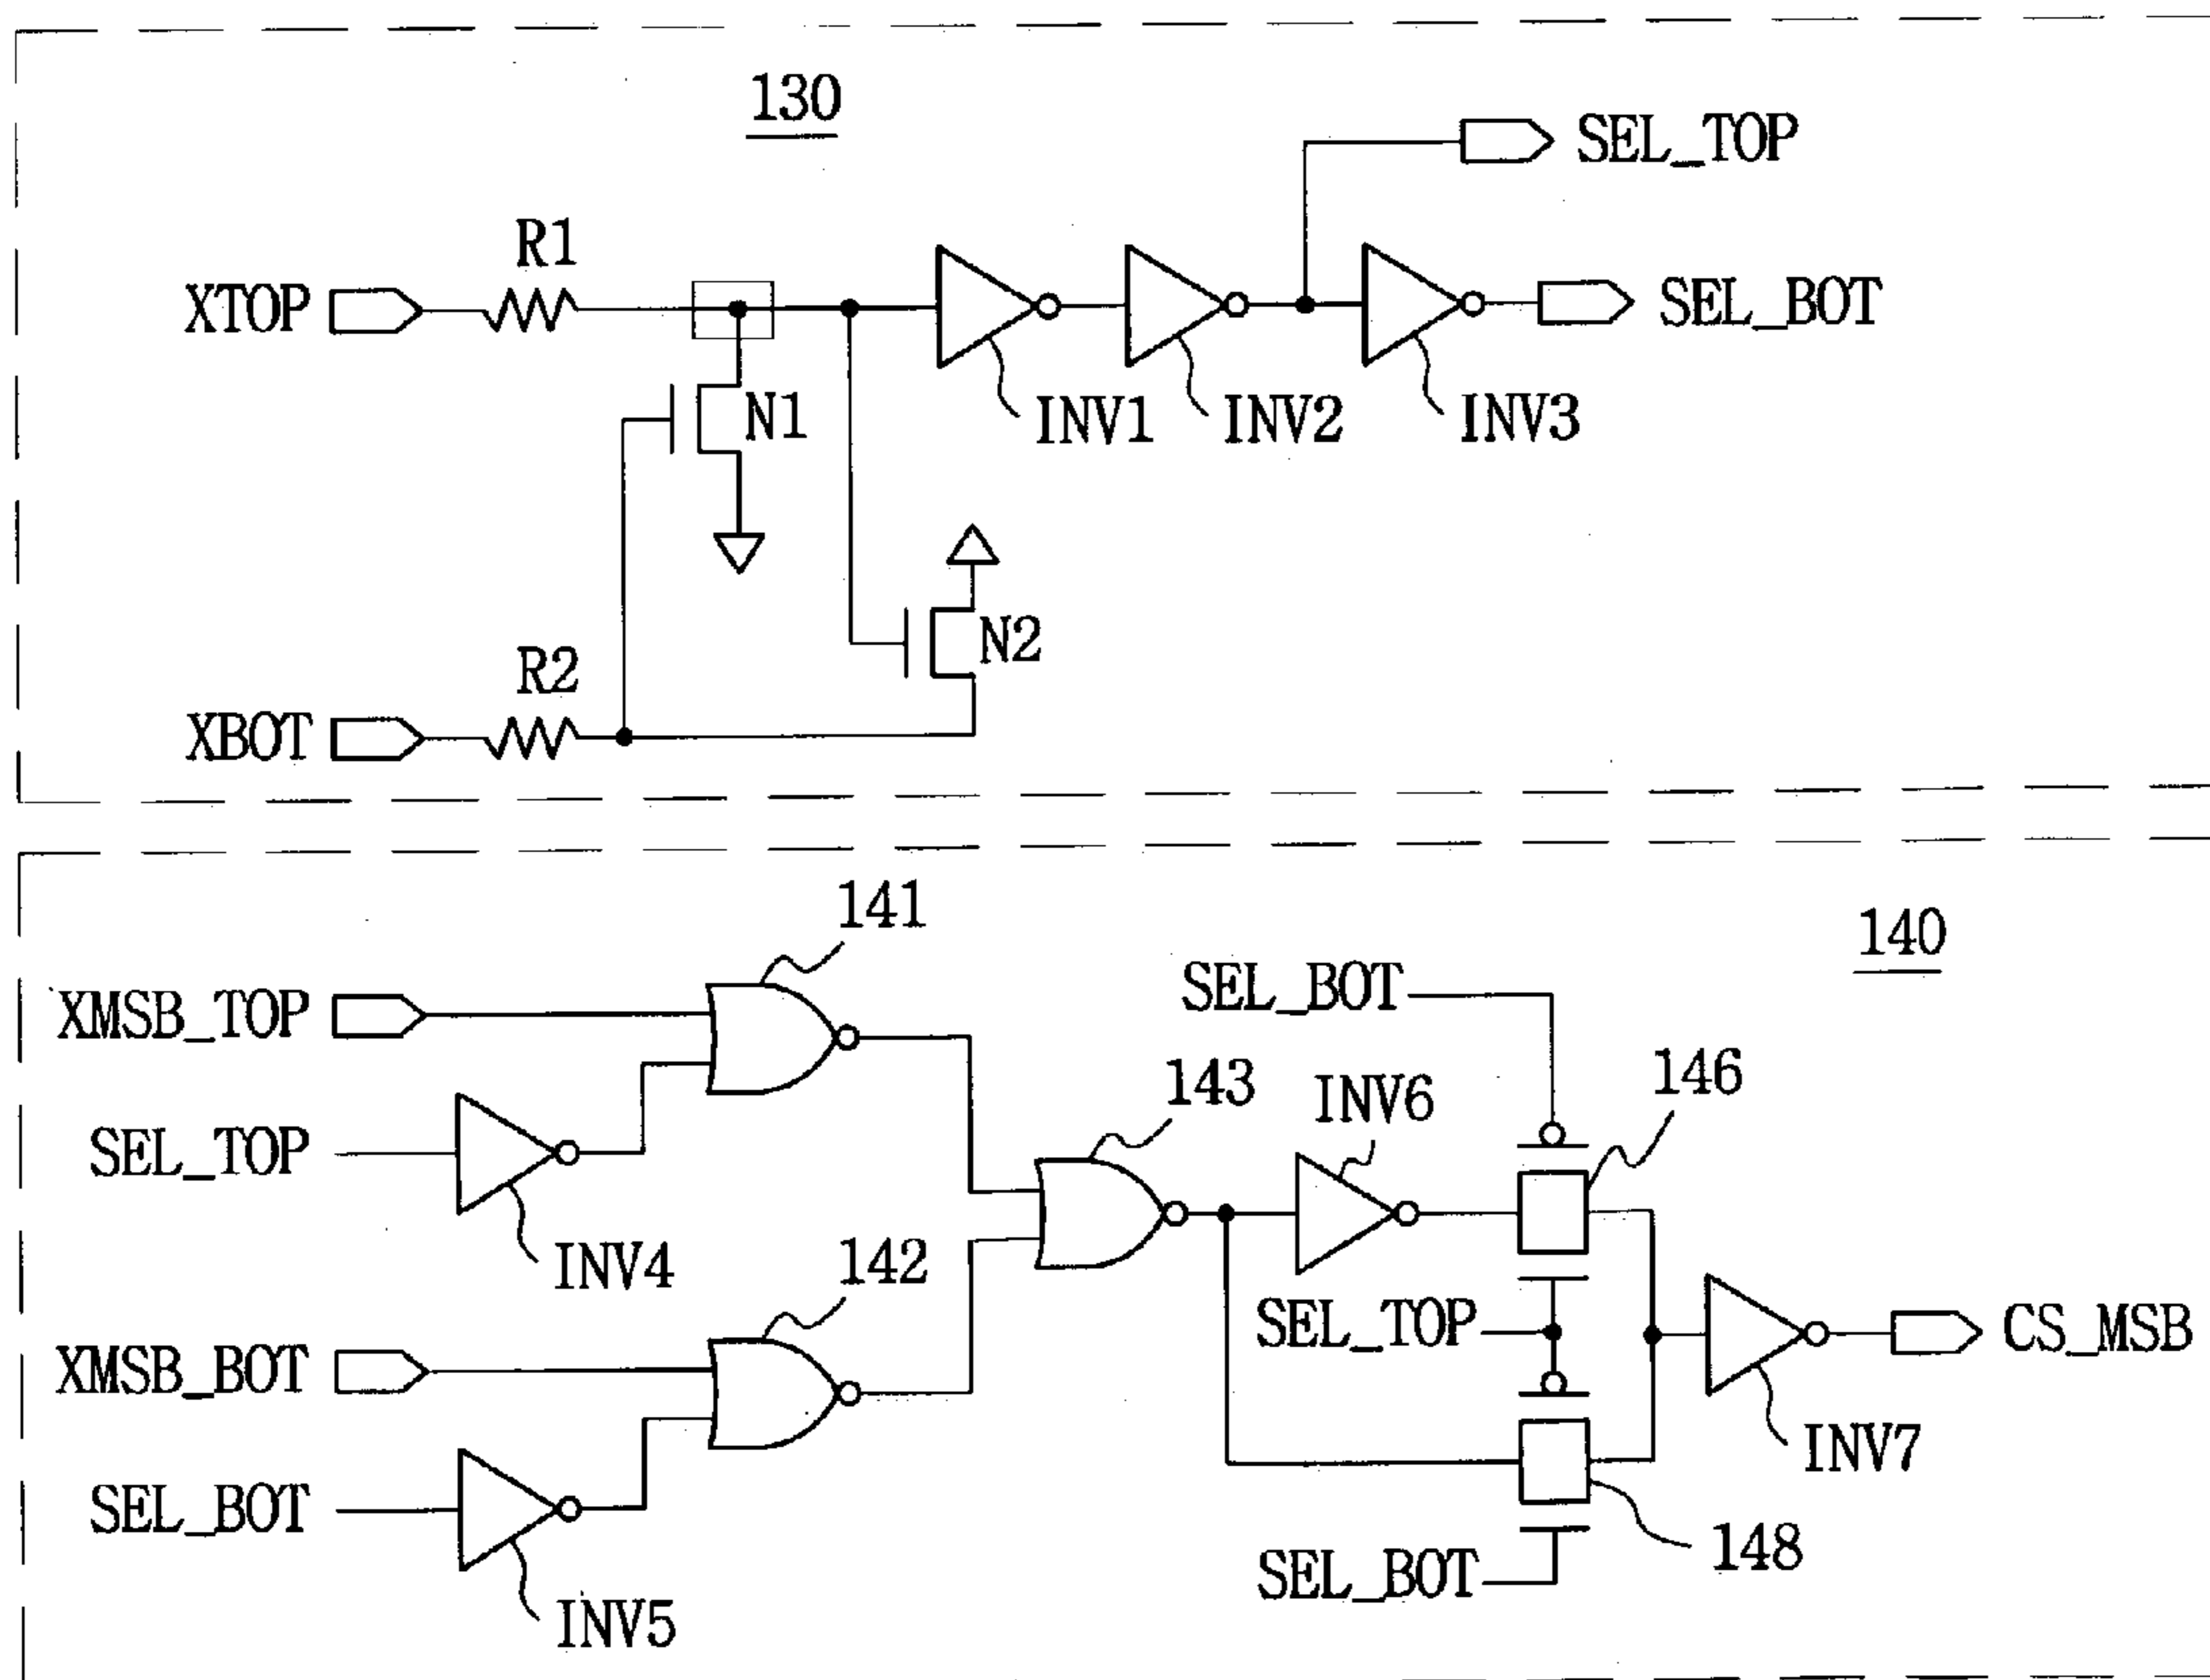 130
SEL_TOP
R1
XTOP
SEL_BOT
N1
INV1
INV2
INV3
N2
R2
XBOT
141
140
SEL_BOT
XMSB_TOP
146
143
INV6
SEL_TOP
142
INV4
SEL_TOP
CS_MSB
XMSB_BOT
INV7
SEL_BOT
148
SEL_BOT
INV5